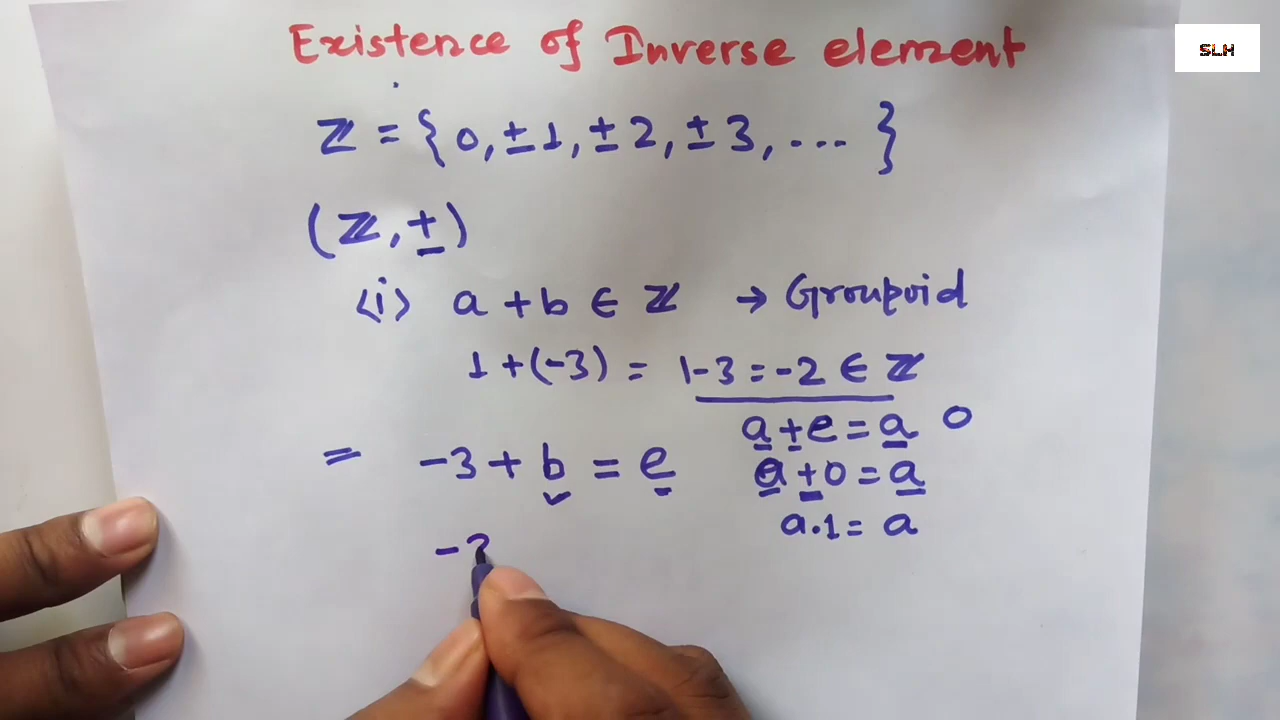 Existence of Inverse element
SLH
ℤ = {0, ±1, ±2, ±3, ... }
(ℤ, +)
(i) a + b ∈ ℤ → Groupoid
1 + (-3) = 1-3 = -2 ∈ ℤ
a + e = a 0
= -3 + b = e
a + 0 = a
a.1 = a
-3